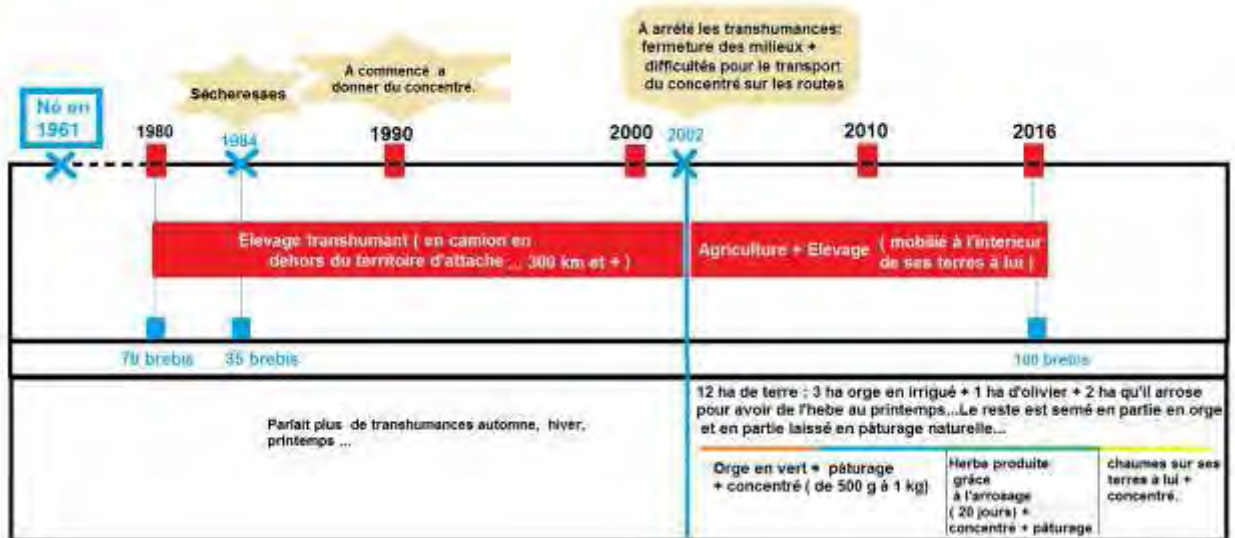 À arrêté les transhumances:
fermeture des milieux +
difficultés pour le transport
du concentré sur les routes
A commencé a
donner du concentré.
Sécheresses
Né en
1961
1980
1984
1990
2000
2002
2010
2016
Elevage transhumant ( en camion en
dehors du territoire d'attache ... 300 km et + )
Agriculture + Elevage ( mobilié à l'interieur
de ses terres à lui )
70 brebis
35 brebis
100 brebis
12 ha de terre : 3 ha orge en irrigué + 1 ha d'olivier + 2 ha qu'il arrose
pour avoir de l'hebe au printemps...Le reste est semé en partie en orge
et en partie laissé en pâturage naturelle...
Parfait plus de transhumances automne, hiver,
printemps ...
Orge en vert + pâturage
+ concentré ( de 500 g à 1 kg)
Herbe produite
grâce
à l'arrosage
( 20 jours) +
concentré + pâturage
chaumes sur ses
terres à lui +
concentré.